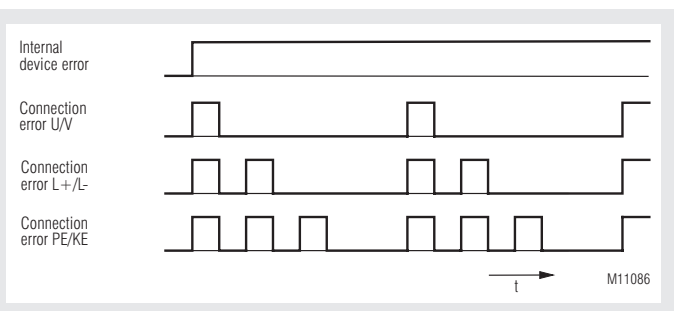 Internal
device error
Connection
error U/V
Connection
error L+/L-
Connection
error PE/KE
t
M11086